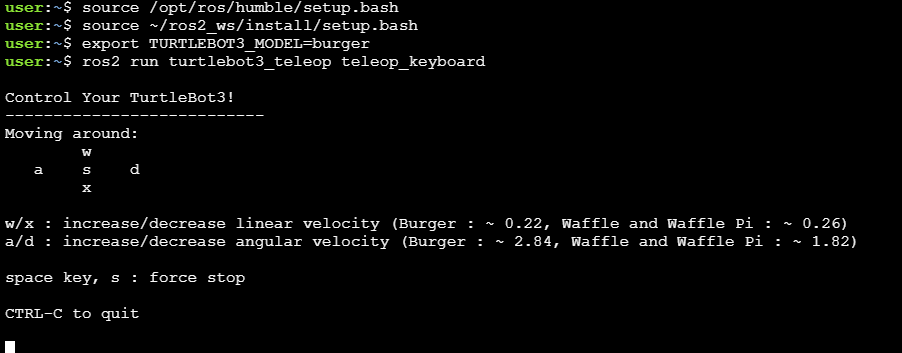 user:~$ source /opt/ros/humble/setup.bash
user:~$ source ~/ros2_ws/install/setup.bash
user:~$ export TURTLEBOT3_MODEL=burger
user:~$ ros2 run turtlebot3_teleop teleop_keyboard
Control Your TurtleBot3!
---------------------------
Moving around:
        w
   a    s    d
        x
w/x : increase/decrease linear velocity (Burger : ~ 0.22, Waffle and Waffle Pi : ~ 0.26)
a/d : increase/decrease angular velocity (Burger : ~ 2.84, Waffle and Waffle Pi : ~ 1.82)
space key, s : force stop
CTRL-C to quit